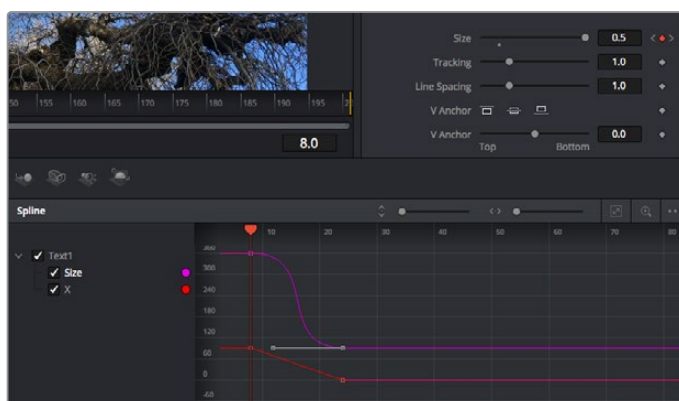 Size 0.5
Tracking 1.0
Line Spacing 1.0
V Anchor
V Anchor 0.0
Top Bottom
50 155 160 165 170 175 180 185 190 195
8.0
Spline
10 20 30 40 50 60 70 80
Text1
Size
X
360
300
240
180
120
60
0
-60